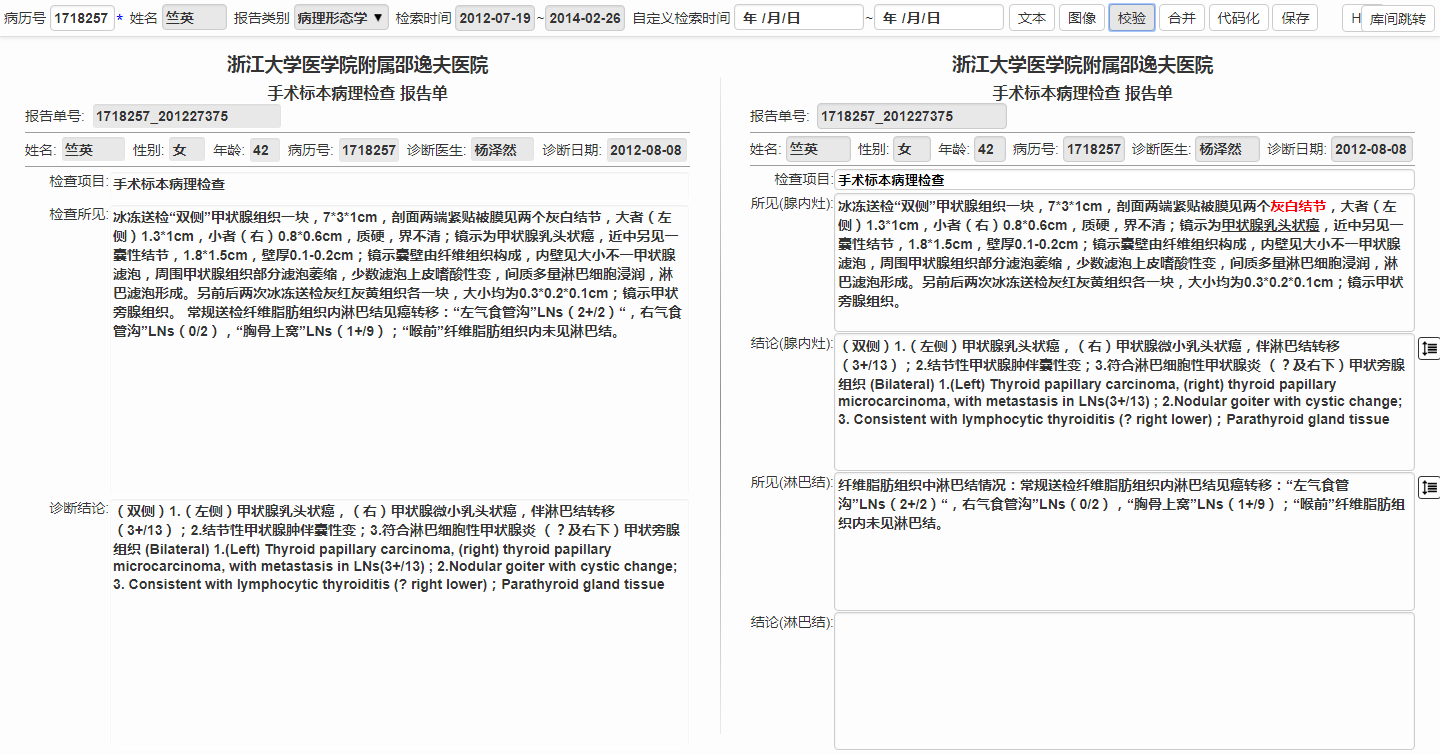 病历号 1718257 * 姓名 竺英 报告类别 病理形态学 ▼ 检索时间 2012-07-19 ~ 2014-02-26 自定义检索时间 年 /月/日 ~ 年 /月/日 文本 图像 校验 合并 代码化 保存 H 库间跳转
浙江大学医学院附属邵逸夫医院
手术标本病理检查 报告单
报告单号: 1718257_201227375
姓名: 竺英 性别: 女 年龄: 42 病历号: 1718257 诊断医生: 杨泽然 诊断日期: 2012-08-08
检查项目: 手术标本病理检查
检查所见: 冰冻送检“双侧”甲状腺组织一块，7*3*1cm，剖面两端紧贴被膜见两个灰白结节，大者（左
侧）1.3*1cm，小者（右）0.8*0.6cm，质硬，界不清；镜示为甲状腺乳头状癌，近中另见一
囊性结节，1.8*1.5cm，壁厚0.1-0.2cm；镜示囊壁由纤维组织构成，内壁见大小不一甲状腺
滤泡，周围甲状腺组织部分滤泡萎缩，少数滤泡上皮嗜酸性变，间质多量淋巴细胞浸润，淋
巴滤泡形成。另前后两次冰冻送检灰红灰黄组织各一块，大小均为0.3*0.2*0.1cm；镜示甲状
旁腺组织。 常规送检纤维脂肪组织内淋巴结见癌转移：“左气食管沟”LNs（2+/2）“，右气食
管沟”LNs（0/2），“胸骨上窝”LNs（1+/9）；“喉前”纤维脂肪组织内未见淋巴结。
诊断结论: （双侧）1.（左侧）甲状腺乳头状癌，（右）甲状腺微小乳头状癌，伴淋巴结转移
（3+/13）；2.结节性甲状腺肿伴囊性变；3.符合淋巴细胞性甲状腺炎 （？及右下）甲状旁腺
组织 (Bilateral) 1.(Left) Thyroid papillary carcinoma, (right) thyroid papillary
microcarcinoma, with metastasis in LNs(3+/13) ; 2.Nodular goiter with cystic change;
3. Consistent with lymphocytic thyroiditis (? right lower)；Parathyroid gland tissue
浙江大学医学院附属邵逸夫医院
手术标本病理检查 报告单
报告单号: 1718257_201227375
姓名: 竺英 性别: 女 年龄: 42 病历号: 1718257 诊断医生: 杨泽然 诊断日期: 2012-08-08
检查项目: 手术标本病理检查
所见(腺内灶): 冰冻送检“双侧”甲状腺组织一块，7*3*1cm，剖面两端紧贴被膜见两个灰白结节，大者（左
侧）1.3*1cm，小者（右）0.8*0.6cm，质硬，界不清；镜示为甲状腺乳头状癌，近中另见一
囊性结节，1.8*1.5cm，壁厚0.1-0.2cm；镜示囊壁由纤维组织构成，内壁见大小不一甲状腺
滤泡，周围甲状腺组织部分滤泡萎缩，少数滤泡上皮嗜酸性变，间质多量淋巴细胞浸润，淋
巴滤泡形成。另前后两次冰冻送检灰红灰黄组织各一块，大小均为0.3*0.2*0.1cm；镜示甲状
旁腺组织。
结论(腺内灶): （双侧）1.（左侧）甲状腺乳头状癌，（右）甲状腺微小乳头状癌，伴淋巴结转移
（3+/13）；2.结节性甲状腺肿伴囊性变；3.符合淋巴细胞性甲状腺炎 （？及右下）甲状旁腺
组织 (Bilateral) 1.(Left) Thyroid papillary carcinoma, (right) thyroid papillary
microcarcinoma, with metastasis in LNs(3+/13) ; 2.Nodular goiter with cystic change;
3. Consistent with lymphocytic thyroiditis (? right lower)；Parathyroid gland tissue
所见(淋巴结): 纤维脂肪组织中淋巴结情况：常规送检纤维脂肪组织内淋巴结见癌转移：“左气食管
沟”LNs（2+/2）“，右气食管沟”LNs（0/2），“胸骨上窝”LNs（1+/9）；“喉前”纤维脂肪组
织内未见淋巴结。
结论(淋巴结):